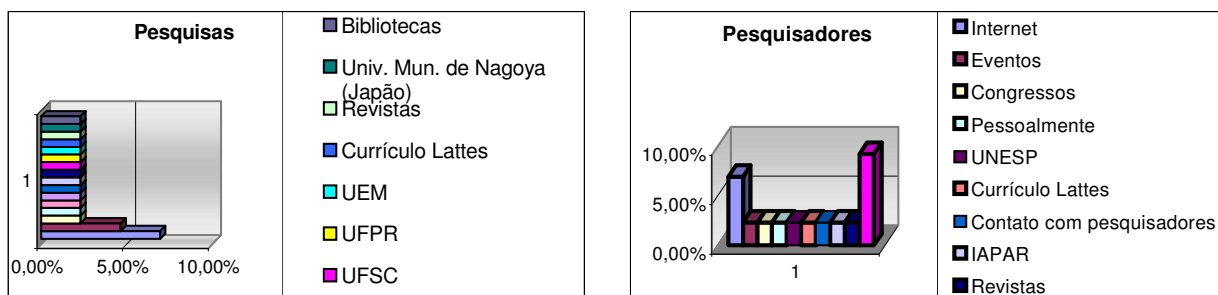 Pesquisas
1
0,00%
5,00%
10,00%
Bibliotecas
Univ. Mun. de Nagoya
(Japão)
Revistas
Currículo Lattes
UEM
UFPR
UFSC
Pesquisadores
10,00%
5,00%
0,00%
1
Internet
Eventos
Congressos
Pessoalmente
UNESP
Currículo Lattes
Contato com pesquisadores
IAPAR
Revistas